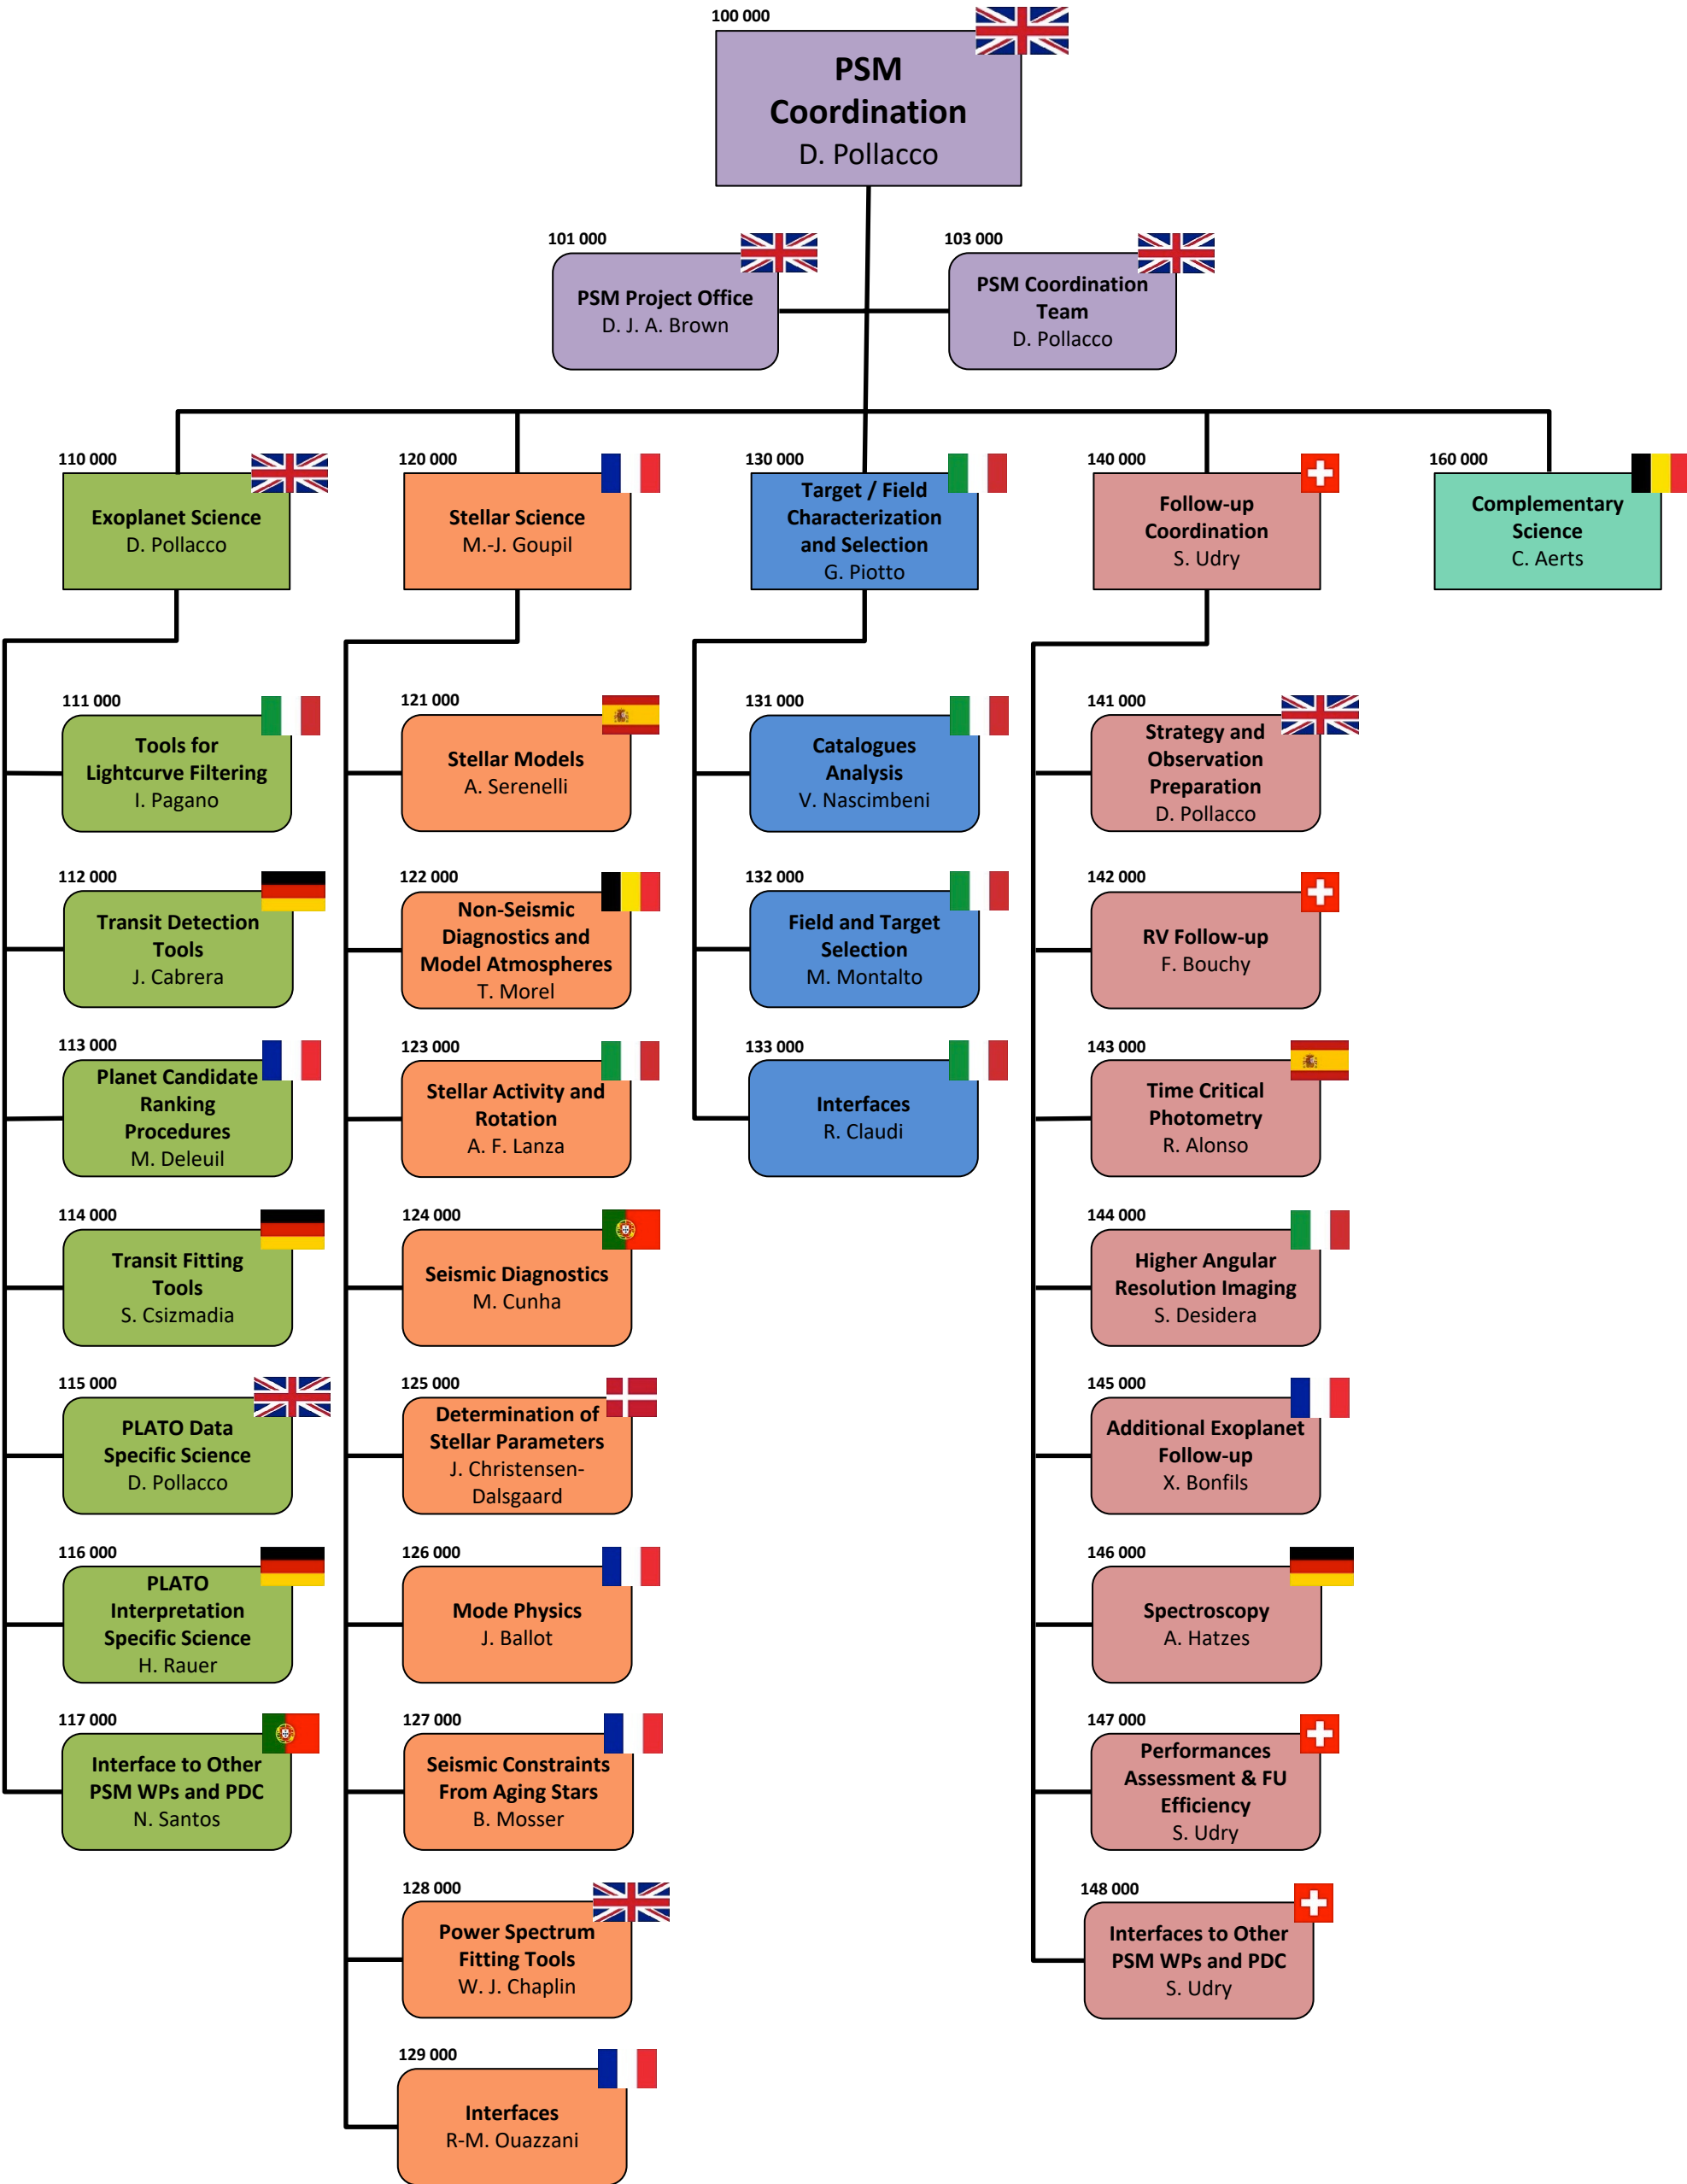 100 000
PSM
Coordination
D. Pollacco
101 000
PSM Project Office
D. J. A. Brown
103 000
PSM Coordination
Team
D. Pollacco
110 000
Exoplanet Science
D. Pollacco
120 000
Stellar Science
M.-J. Goupil
130 000
Target / Field
Characterization
and Selection
G. Piotto
140 000
Follow-up
Coordination
S. Udry
160 000
Complementary
Science
C. Aerts
111 000
Tools for
Lightcurve Filtering
I. Pagano
112 000
Transit Detection
Tools
J. Cabrera
113 000
Planet Candidate
Ranking
Procedures
M. Deleuil
114 000
Transit Fitting
Tools
S. Csizmadia
115 000
PLATO Data
Specific Science
D. Pollacco
116 000
PLATO
Interpretation
Specific Science
H. Rauer
117 000
Interface to Other
PSM WPs and PDC
N. Santos
121 000
Stellar Models
A. Serenelli
122 000
Non-Seismic
Diagnostics and
Model Atmospheres
T. Morel
123 000
Stellar Activity and
Rotation
A. F. Lanza
124 000
Seismic Diagnostics
M. Cunha
125 000
Determination of
Stellar Parameters
J. Christensen-
Dalsgaard
126 000
Mode Physics
J. Ballot
127 000
Seismic Constraints
From Aging Stars
B. Mosser
128 000
Power Spectrum
Fitting Tools
W. J. Chaplin
129 000
Interfaces
R-M. Ouazzani
131 000
Catalogues
Analysis
V. Nascimbeni
132 000
Field and Target
Selection
M. Montalto
133 000
Interfaces
R. Claudi
141 000
Strategy and
Observation
Preparation
D. Pollacco
142 000
RV Follow-up
F. Bouchy
143 000
Time Critical
Photometry
R. Alonso
144 000
Higher Angular
Resolution Imaging
S. Desidera
145 000
Additional Exoplanet
Follow-up
X. Bonfils
146 000
Spectroscopy
A. Hatzes
147 000
Performances
Assessment & FU
Efficiency
S. Udry
148 000
Interfaces to Other
PSM WPs and PDC
S. Udry